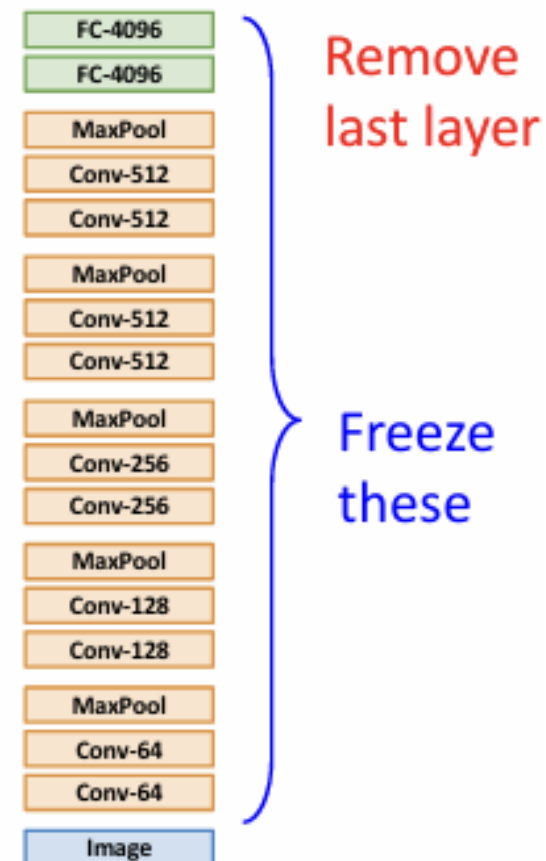 FC-4096
FC-4096
MaxPool
Conv-512
Conv-512
MaxPool
Conv-512
Conv-512
MaxPool
Conv-256
Conv-256
MaxPool
Conv-128
Conv-128
MaxPool
Conv-64
Conv-64
Image
Remove
last layer
Freeze
these